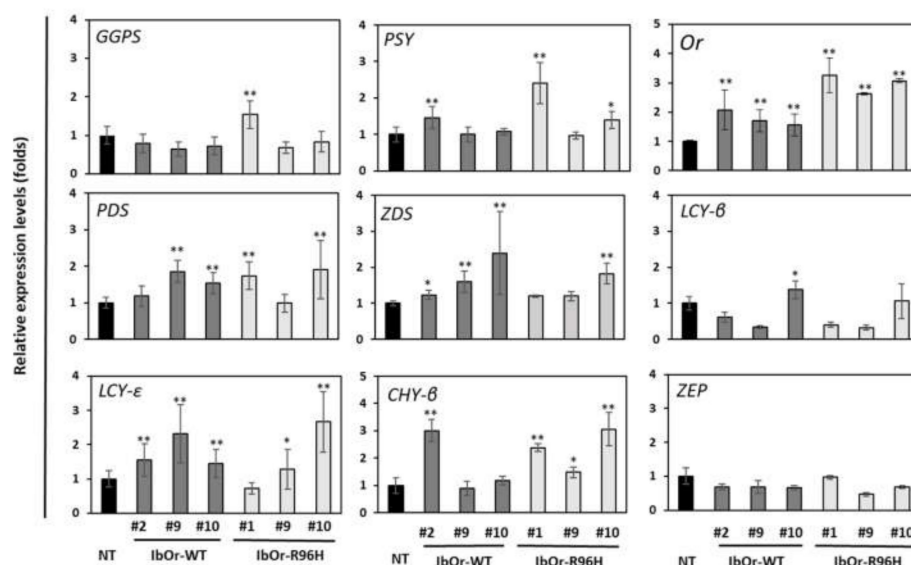 Relative expression levels (folds)
GGPS
4
3
2
1
0
**
PSY
4
3
2
1
0
** ** *
Or
5
4
3
2
1
0
** ** ** ** ** **
PDS
4
3
2
1
0
** ** ** **
ZDS
4
3
2
1
0
* ** ** **
LCY-β
4
3
2
1
0
*
LCY-ε
4
3
2
1
0
** ** ** * **
CHY-β
5
4
3
2
1
0
** ** * **
ZEP
4
3
2
1
0
#2 #9 #10 #1 #9 #10
NT IbOr-WT IbOr-R96H
#2 #9 #10 #1 #9 #10
NT IbOr-WT IbOr-R96H
#2 #9 #10 #1 #9 #10
NT IbOr-WT IbOr-R96H